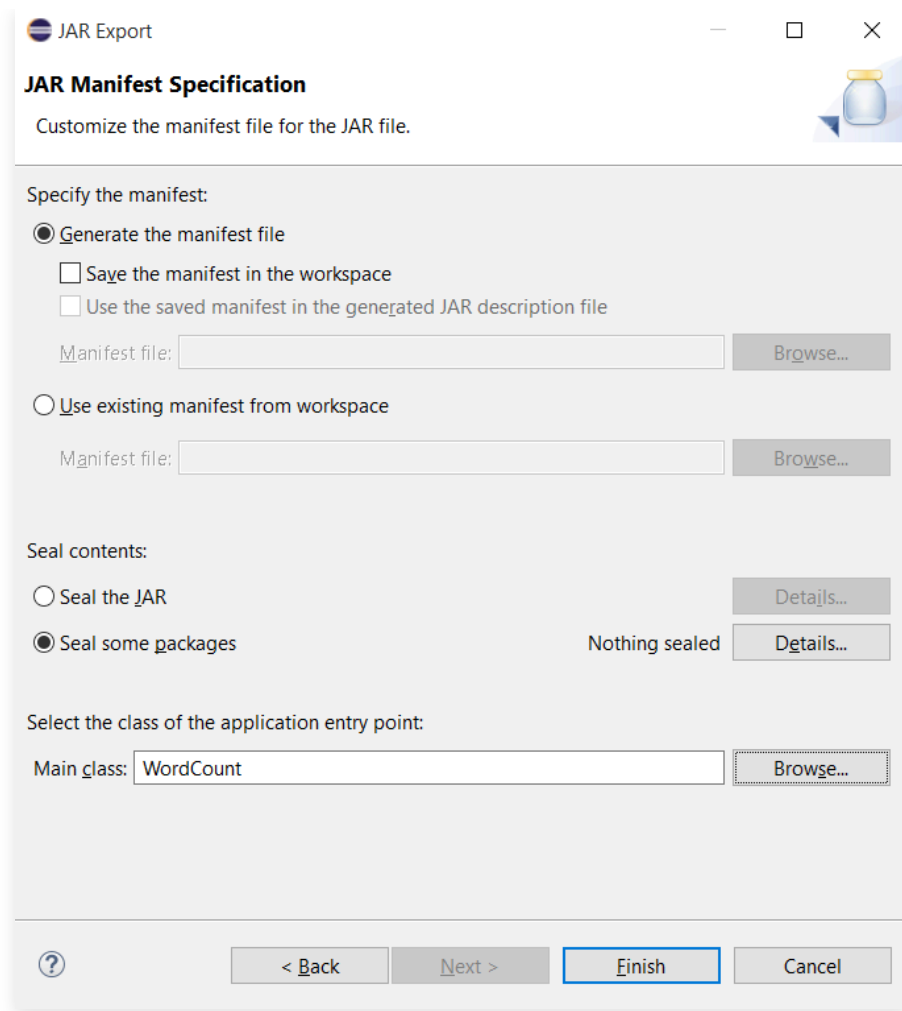 JAR Export
JAR Manifest Specification
Customize the manifest file for the JAR file.
Specify the manifest:
Generate the manifest file
Save the manifest in the workspace
Use the saved manifest in the generated JAR description file
Manifest file: Browse...
Use existing manifest from workspace
Manifest file: Browse...
Seal contents:
Seal the JAR Details...
Seal some packages Nothing sealed Details...
Select the class of the application entry point:
Main class: WordCount Browse...
? < Back Next > Finish Cancel